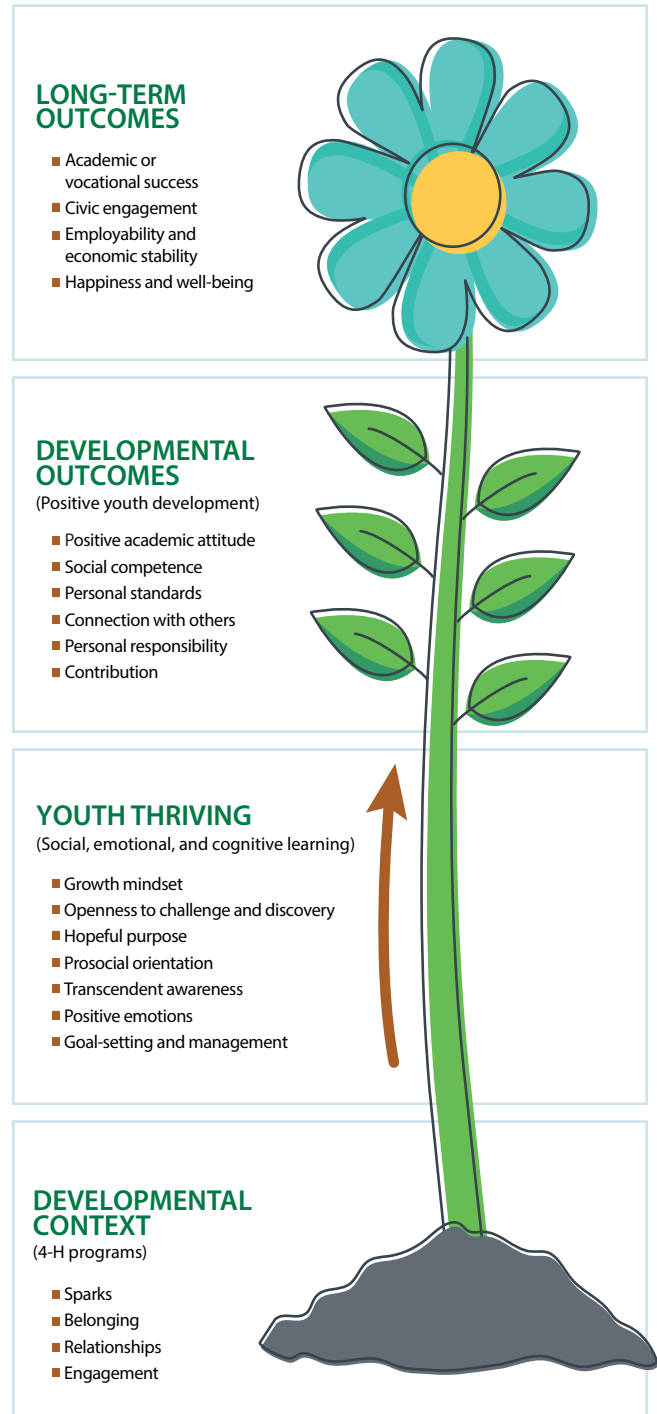 LONG-TERM
OUTCOMES
Academic or
vocational success
Civic engagement
Employability and
economic stability
Happiness and well-being
DEVELOPMENTAL
OUTCOMES
(Positive youth development)
Positive academic attitude
Social competence
Personal standards
Connection with others
Personal responsibility
Contribution
YOUTH THRIVING
(Social, emotional, and cognitive learning)
Growth mindset
Openness to challenge and discovery
Hopeful purpose
Prosocial orientation
Transcendent awareness
Positive emotions
Goal-setting and management
DEVELOPMENTAL
CONTEXT
(4-H programs)
Sparks
Belonging
Relationships
Engagement